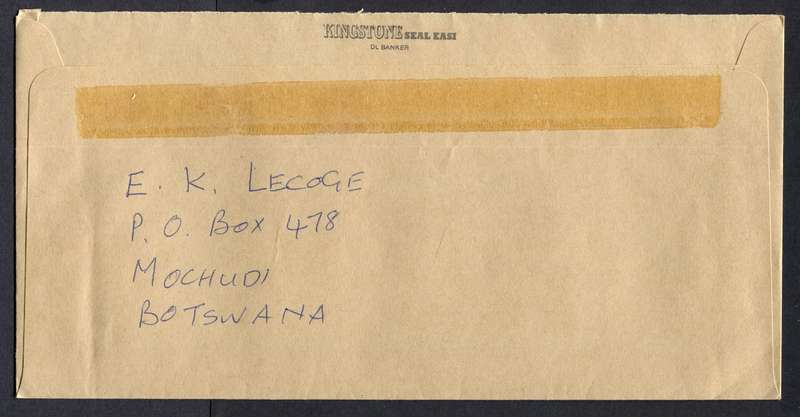 KINGSTONE SEAL EASI
DL BANKER
E. K. LECOGE
P. O. Box 478
MOCHUDI
BOTSWANA